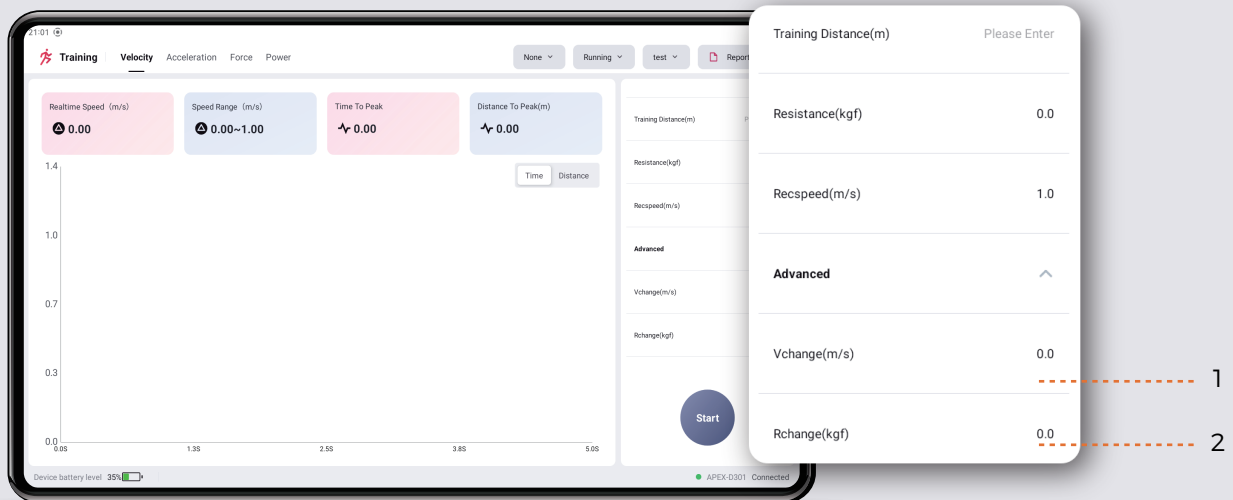 21:01
Training Velocity Acceleration Force Power
None Running test Report
Realtime Speed (m/s)
0.00
Speed Range (m/s)
0.00~1.00
Time To Peak
0.00
Distance To Peak(m)
0.00
Time Distance
1.4
1.0
0.7
0.3
0.0
0.0S 1.3S 2.5S 3.8S 5.0S
Training Distance(m) P
Resistance(kgf)
Recspeed(m/s)
Advanced
Vchange(m/s)
Rchange(kgf)
Start
Device battery level 35%
APEX-D301 Connected
Training Distance(m) Please Enter
Resistance(kgf) 0.0
Recspeed(m/s) 1.0
Advanced
Vchange(m/s) 0.0
1
Rchange(kgf) 0.0
2